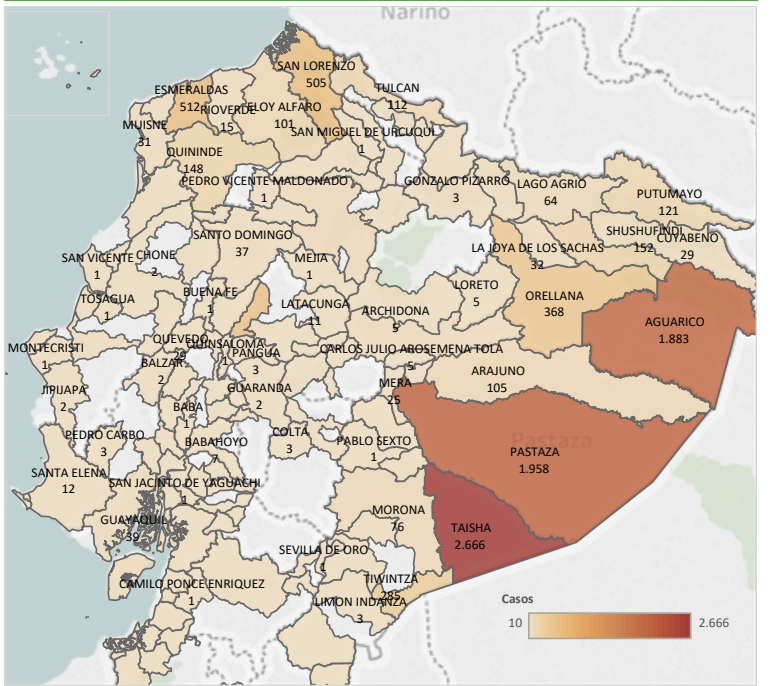 Nariño
SAN LORENZO
505
ESMERALDAS
512
TULCAN
112
RIOVERDE
15
ELOY ALFARO
101
MUISNE
31
SAN MIGUEL DE URCUQUI
1
QUININDE
148
PEDRO VICENTE MALDONADO
1
GONZALO PIZARRO
3
LAGO AGRIO
64
PUTUMAYO
121
SANTO DOMINGO
37
SHUSHUFINDI
152
CUYABENO
29
LA JOYA DE LOS SACHAS
32
SAN VICENTE
1
CHONE
2
MEJIA
1
LORETO
5
ORELLANA
368
TOSAGUA
1
BUENA FE
1
LATACUNGA
11
ARCHIDONA
5
AGUARICO
1.883
MONTECRISTI
1
QUEVEDO
29
QUINSALOMA
1
PANGUA
3
CARLOS JULIO AROSEMENA TOLA
5
BALZAR
2
ARAJUNO
105
JIPIJAPA
2
GUARANDA
2
MERA
25
BABA
1
PEDRO CARBO
3
BABAHOYO
7
COLTA
3
PABLO SEXTO
1
Pastaza
PASTAZA
1.958
SANTA ELENA
12
SAN JACINTO DE YAGUACHI
1
GUAYAQUIL
39
MORONA
76
TAISHA
2.666
SEVILLA DE ORO
1
CAMILO PONCE ENRIQUEZ
1
TIWINTZA
285
LIMON INDANZA
3
Casos
10
2.666